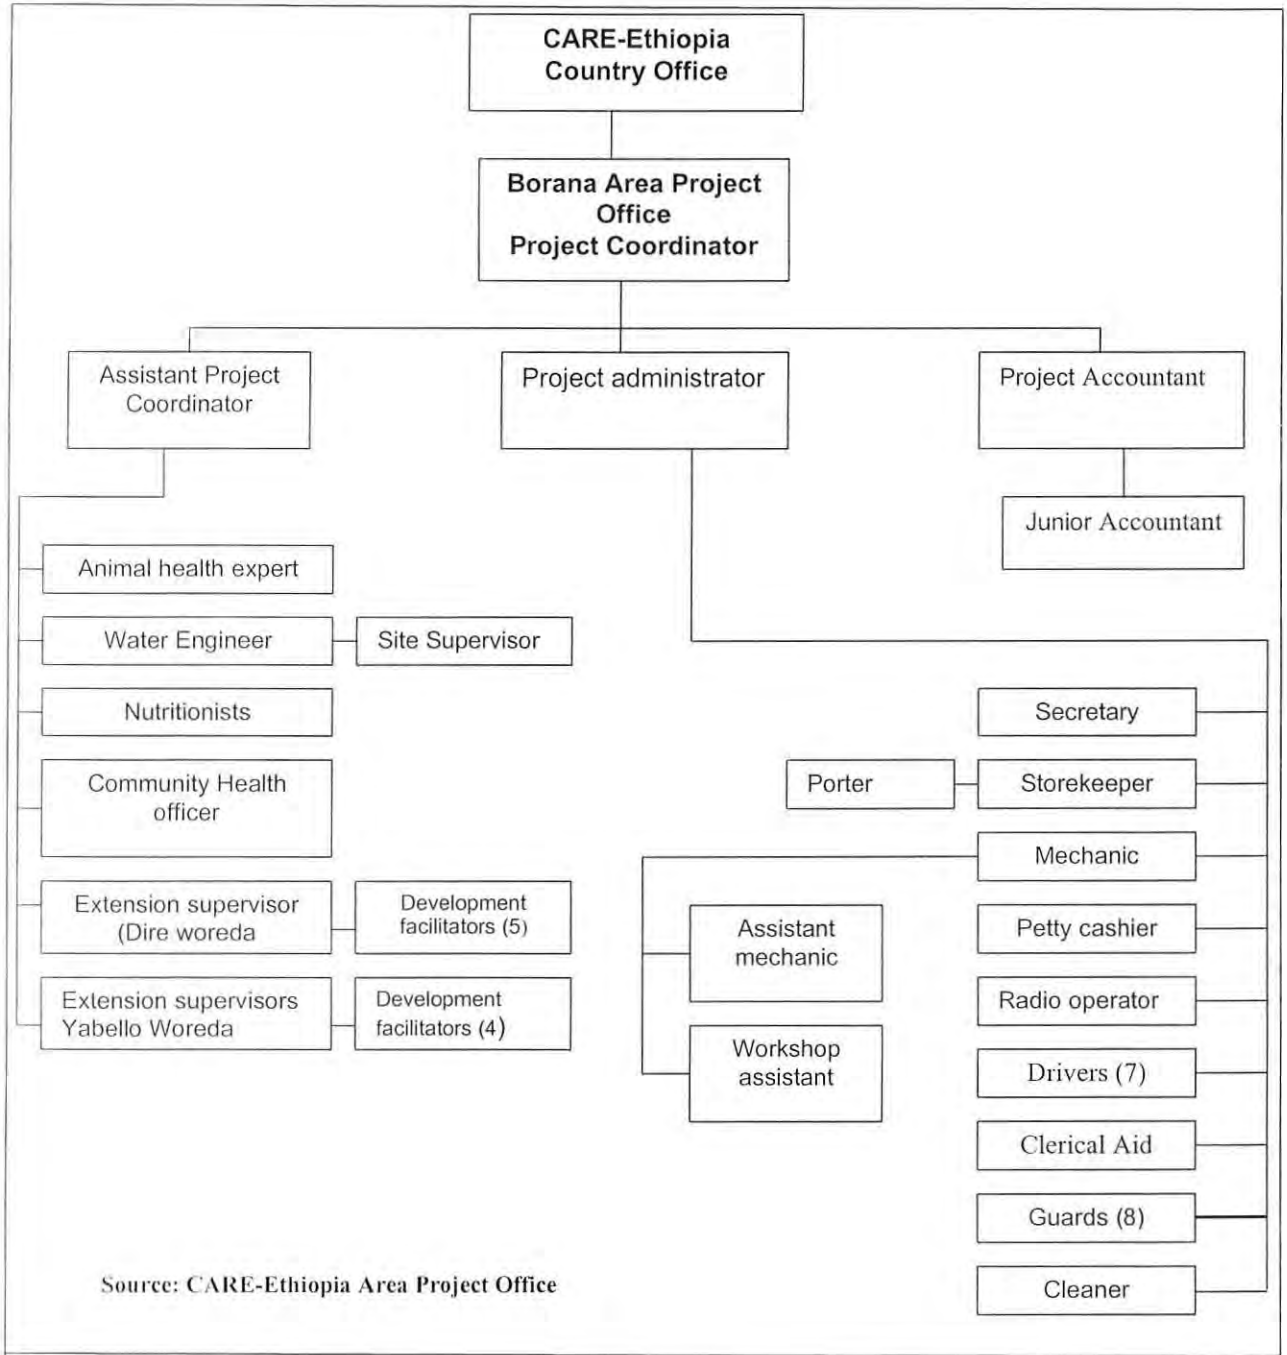 CARE-Ethiopia
Country Office
Borana Area Project
Office
Project Coordinator
Assistant Project
Coordinator
Project administrator
Project Accountant
Junior Accountant
Animal health expert
Water Engineer
Site Supervisor
Nutritionists
Community Health
officer
Extension supervisor
(Dire woreda
Development
facilitators (5)
Extension supervisors
Yabello Woreda
Development
facilitators (4)
Secretary
Porter
Storekeeper
Mechanic
Assistant
mechanic
Workshop
assistant
Petty cashier
Radio operator
Drivers (7)
Clerical Aid
Guards (8)
Cleaner
Source: CARE-Ethiopia Area Project Office